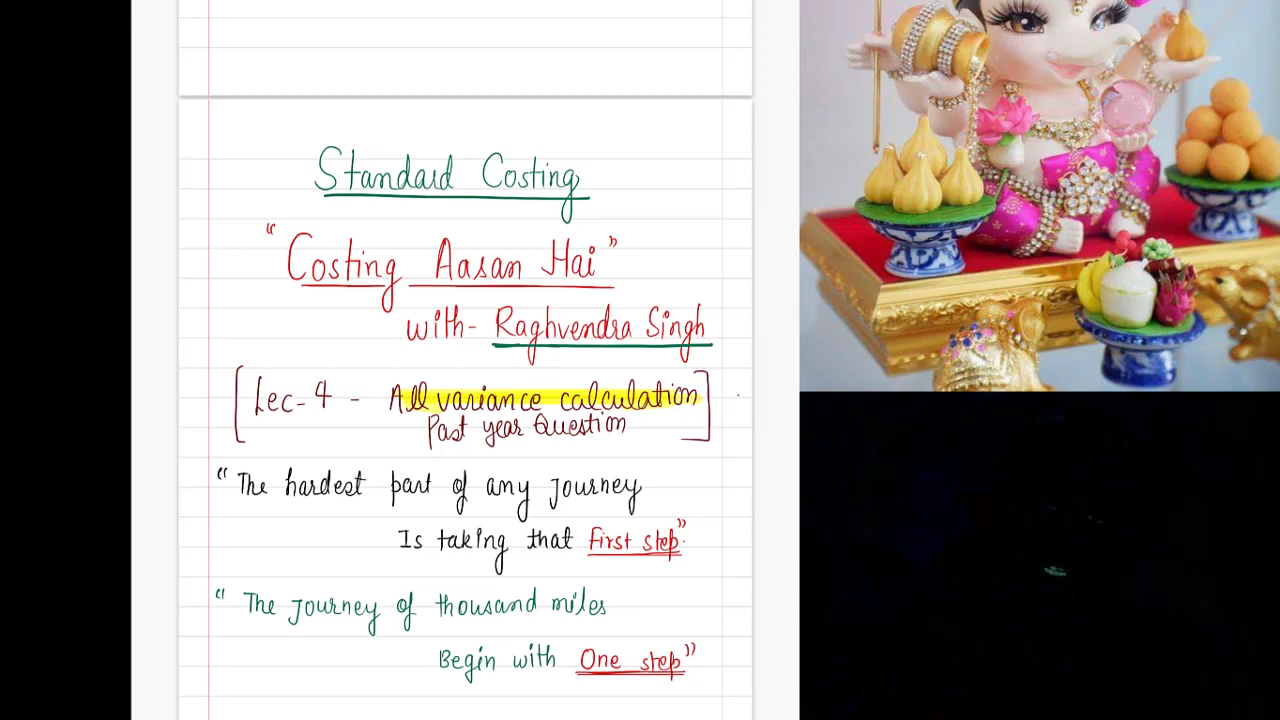 Standard Costing
"Costing Aasan Hai"
with- Raghvendra Singh
[Lec-4 - All variance calculation]
Past year Question
"The hardest part of any Journey
Is taking that First step".
"The Journey of thousand miles
Begin with One step"